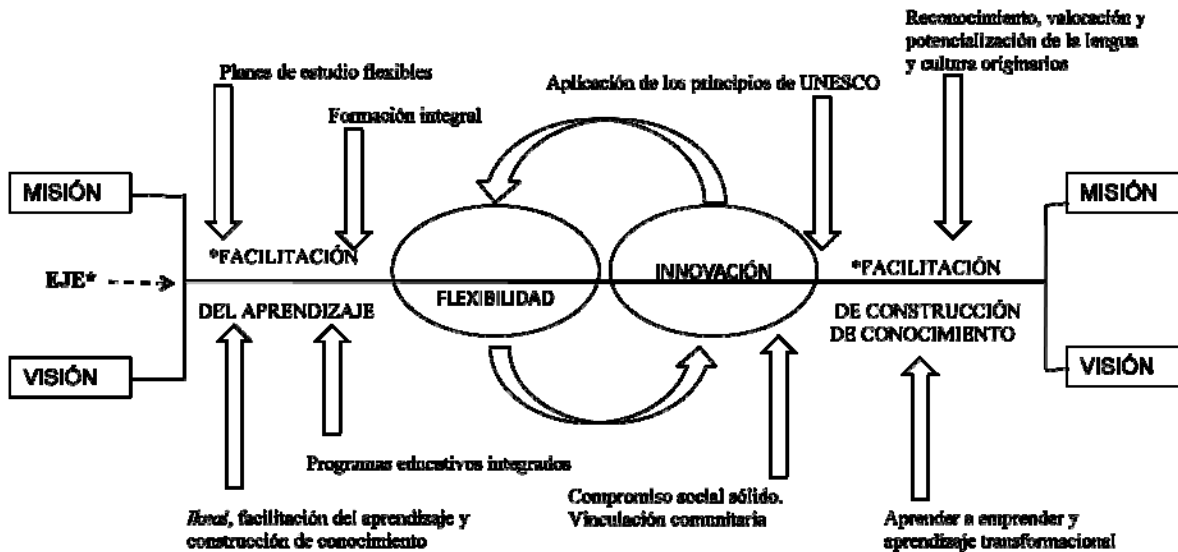 Reconocimiento, valoración y
potencialización de la lengua
y cultura originarios
Planes de estudio flexibles
Aplicación de los principios de UNESCO
Formación integral
MISIÓN
MISIÓN
*FACILITACIÓN
INNOVACIÓN
*FACILITACIÓN
EJE*
FLEXIBILIDAD
DEL APRENDIZAJE
DE CONSTRUCCIÓN
DE CONOCIMIENTO
VISIÓN
VISIÓN
Programas educativos integrados
Compromiso social sólido.
Vinculación comunitaria
, facilitación del aprendizaje y
construcción de conocimiento
Aprender a emprender y
aprendizaje transformacional